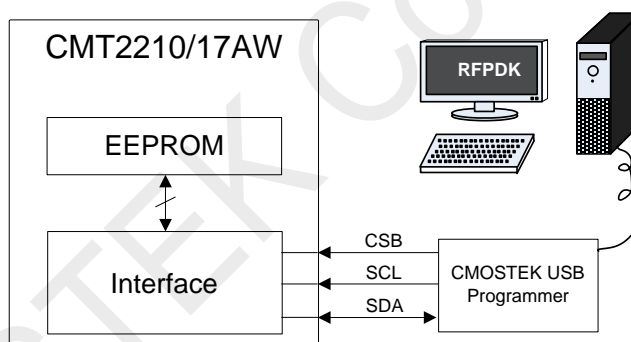 CMT2210/17AW
RFPDK
EEPROM
Interface
CSB
SCL
SDA
CMOSTEK USB
Programmer